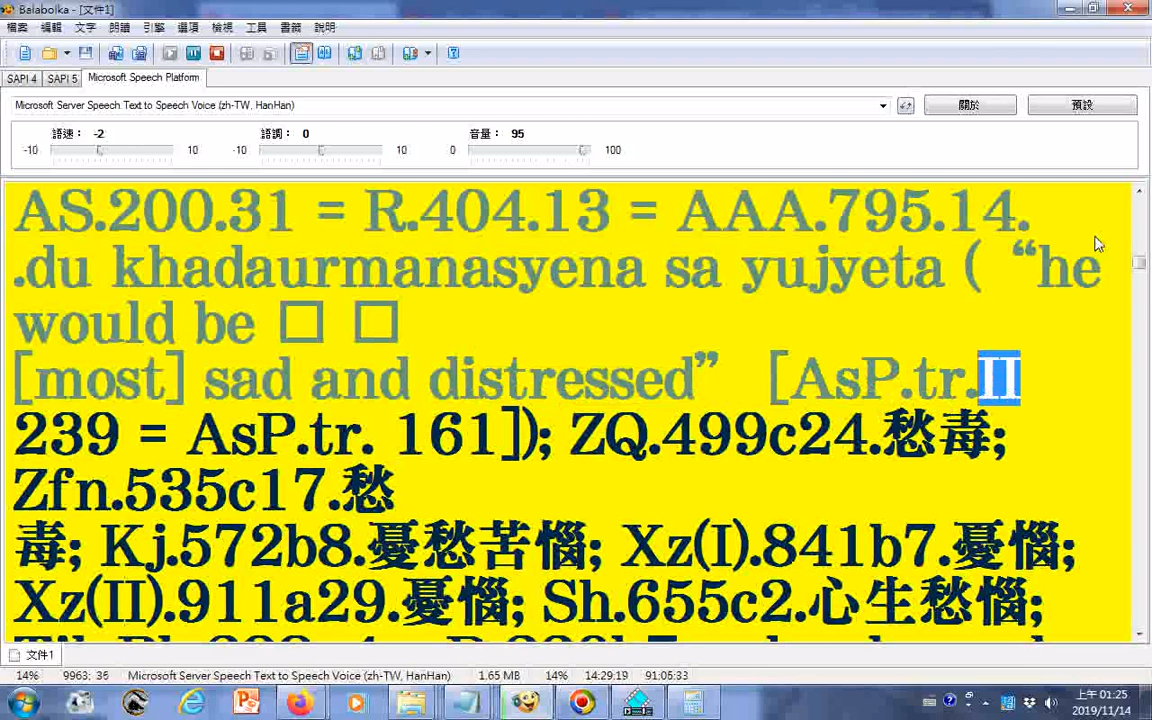 Balabolka - [文件1]
檔案 編輯 文字 朗讀 引擎 選項 檢視 工具 書籤 說明
SAPI 4 SAPI 5 Microsoft Speech Platform
Microsoft Server Speech Text to Speech Voice (zh-TW, HanHan) 關於 預設
語速： -2 語調： 0 音量： 95
-10 10 -10 10 0 100
AS.200.31 = R.404.13 = AAA.795.14.
.du khadaurmanasyena sa yujyeta ( “he
would be □ □
[most] sad and distressed” [AsP.tr.II
239 = AsP.tr. 161]); ZQ.499c24.愁毒;
Zfn.535c17.愁
毒; Kj.572b8.憂愁苦惱; Xz(I).841b7.憂惱;
Xz(II).911a29.憂惱; Sh.655c2.心生愁惱;
文件1
14% 9963: 36 Microsoft Server Speech Text to Speech Voice (zh-TW, HanHan) 1.65 MB 14% 14:29:19 91:05:33
上午 01:25
2019/11/14